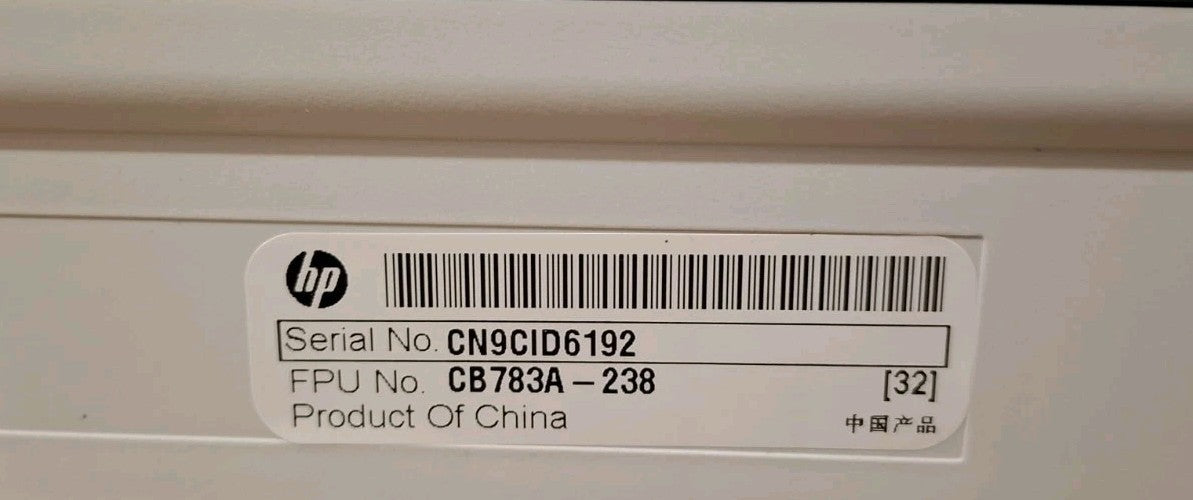 hp
Serial No. CN9CID6192
FPU No. CB783A-238 [32]
Product Of China 中国产品